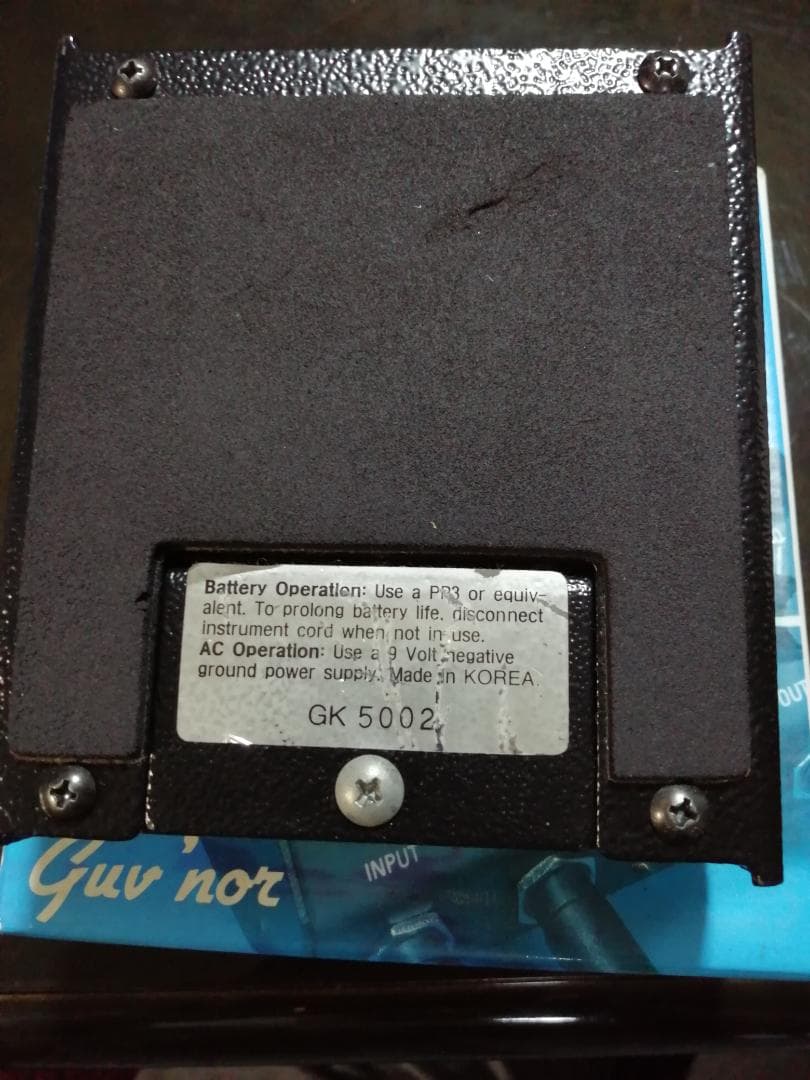 Battery Operation: Use a PP3 or equiv-
alent. To prolong battery life, disconnect
instrument cord when not in use.
AC Operation: Use a 9 Volt negative
ground power supply. Made in KOREA
GK 5002
Guv'nor
INPUT
OUT